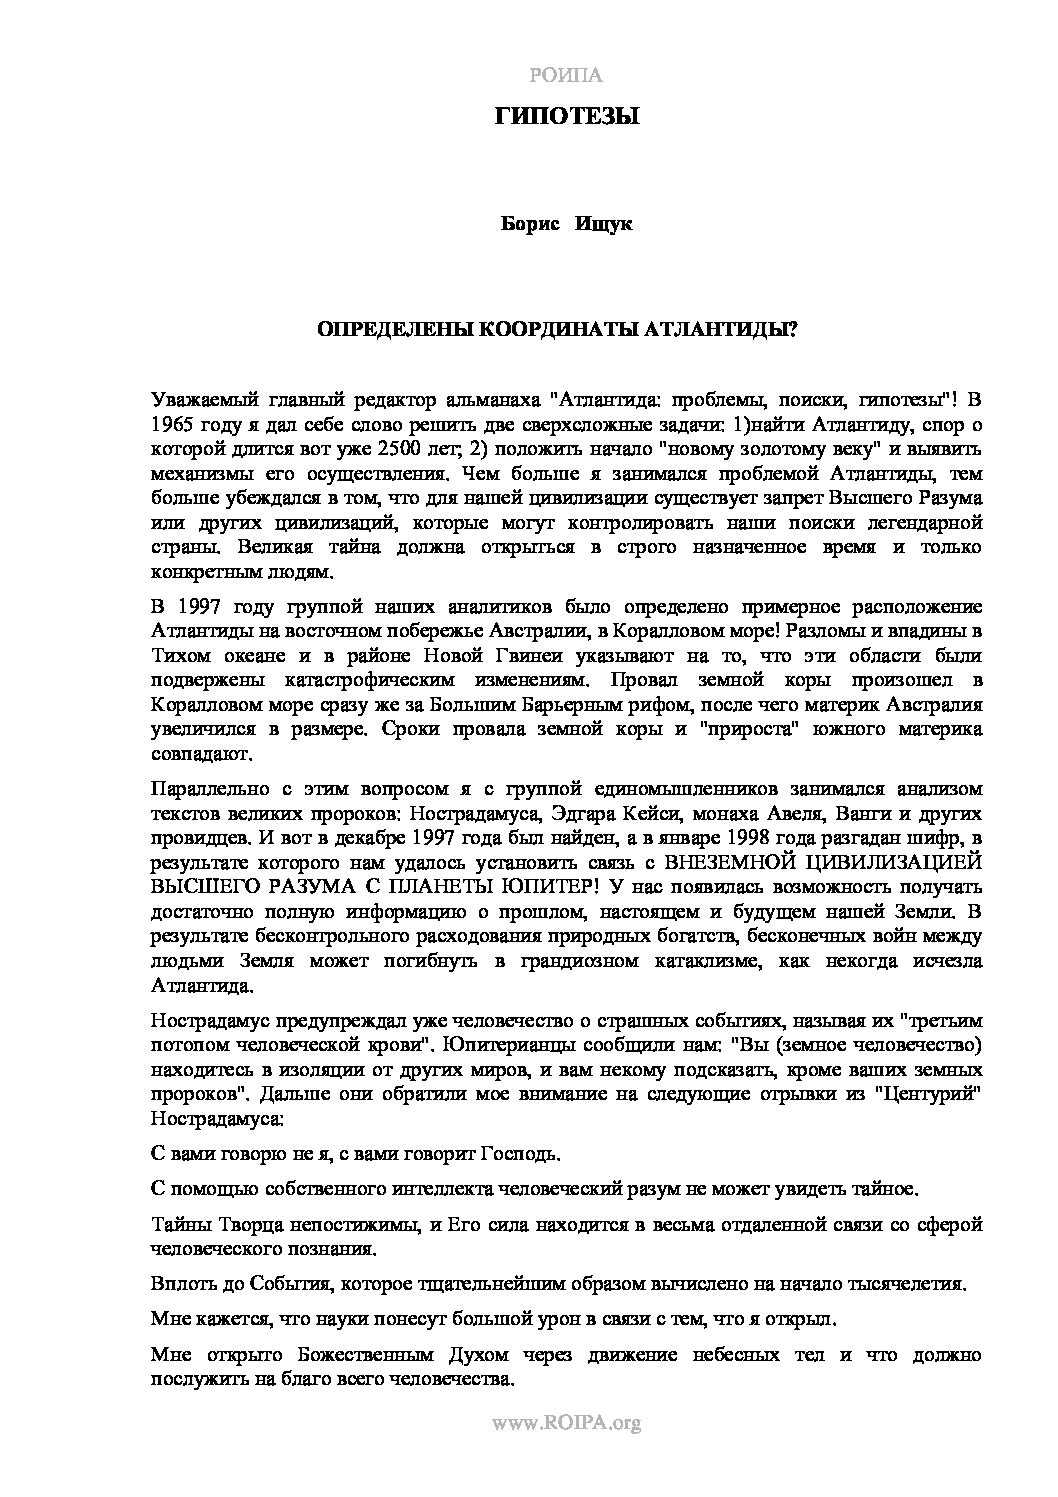 РОИПА
ГИПОТЕЗЫ
Борис Ищук
ОПРЕДЕЛЕНЫ КООРДИНАТЫ АТЛАНТИДЫ?
Уважаемый главный редактор альманаха "Атлантида: проблемы, поиски, гипотезы"! В
1965 году я дал себе слово решить две сверхсложные задачи: 1)найти Атлантиду, спор о
которой длится вот уже 2500 лет; 2) положить начало "новому золотому веку" и выявить
механизмы его осуществления. Чем больше я занимался проблемой Атлантиды, тем
больше убеждался в том, что для нашей цивилизации существует запрет Высшего Разума
или других цивилизаций, которые могут контролировать наши поиски легендарной
страны. Великая тайна должна открыться в строго назначенное время и только
конкретным людям.
В 1997 году группой наших аналитиков было определено примерное расположение
Атлантиды на восточном побережье Австралии, в Коралловом море! Разломы и впадины в
Тихом океане и в районе Новой Гвинеи указывают на то, что эти области были
подвержены катастрофическим изменениям. Провал земной коры произошел в
Коралловом море сразу же за Большим Барьерным рифом, после чего материк Австралия
увеличился в размере. Сроки провала земной коры и "прироста" южного материка
совпадают.
Параллельно с этим вопросом я с группой единомышленников занимался анализом
текстов великих пророков: Нострадамуса, Эдгара Кейси, монаха Авеля, Ванги и других
провидцев. И вот в декабре 1997 года был найден, а в январе 1998 года разгадан шифр, в
результате которого нам удалось установить связь с ВНЕЗЕМНОЙ ЦИВИЛИЗАЦИЕЙ
ВЫСШЕГО РАЗУМА С ПЛАНЕТЫ ЮПИТЕР! У нас появилась возможность получать
достаточно полную информацию о прошлом, настоящем и будущем нашей Земли. В
результате бесконтрольного расходования природных богатств, бесконечных войн между
людьми Земля может погибнуть в грандиозном катаклизме, как некогда исчезла
Атлантида.
Нострадамус предупреждал уже человечество о страшных событиях, называя их "третьим
потопом человеческой крови". Юпитерианцы сообщили нам: "Вы (земное человечество)
находитесь в изоляции от других миров, и вам некому подсказать, кроме ваших земных
пророков". Дальше они обратили мое внимание на следующие отрывки из "Центурий"
Нострадамуса:
С вами говорю не я, с вами говорит Господь.
С помощью собственного интеллекта человеческий разум не может увидеть тайное.
Тайны Творца непостижимы, и Его сила находится в весьма отдаленной связи со сферой
человеческого познания.
Вплоть до События, которое тщательнейшим образом вычислено на начало тысячелетия.
Мне кажется, что науки понесут большой урон в связи с тем, что я открыл.
Мне открыто Божественным Духом через движение небесных тел и что должно
послужить на благо всего человечества.
www.ROIPA.org